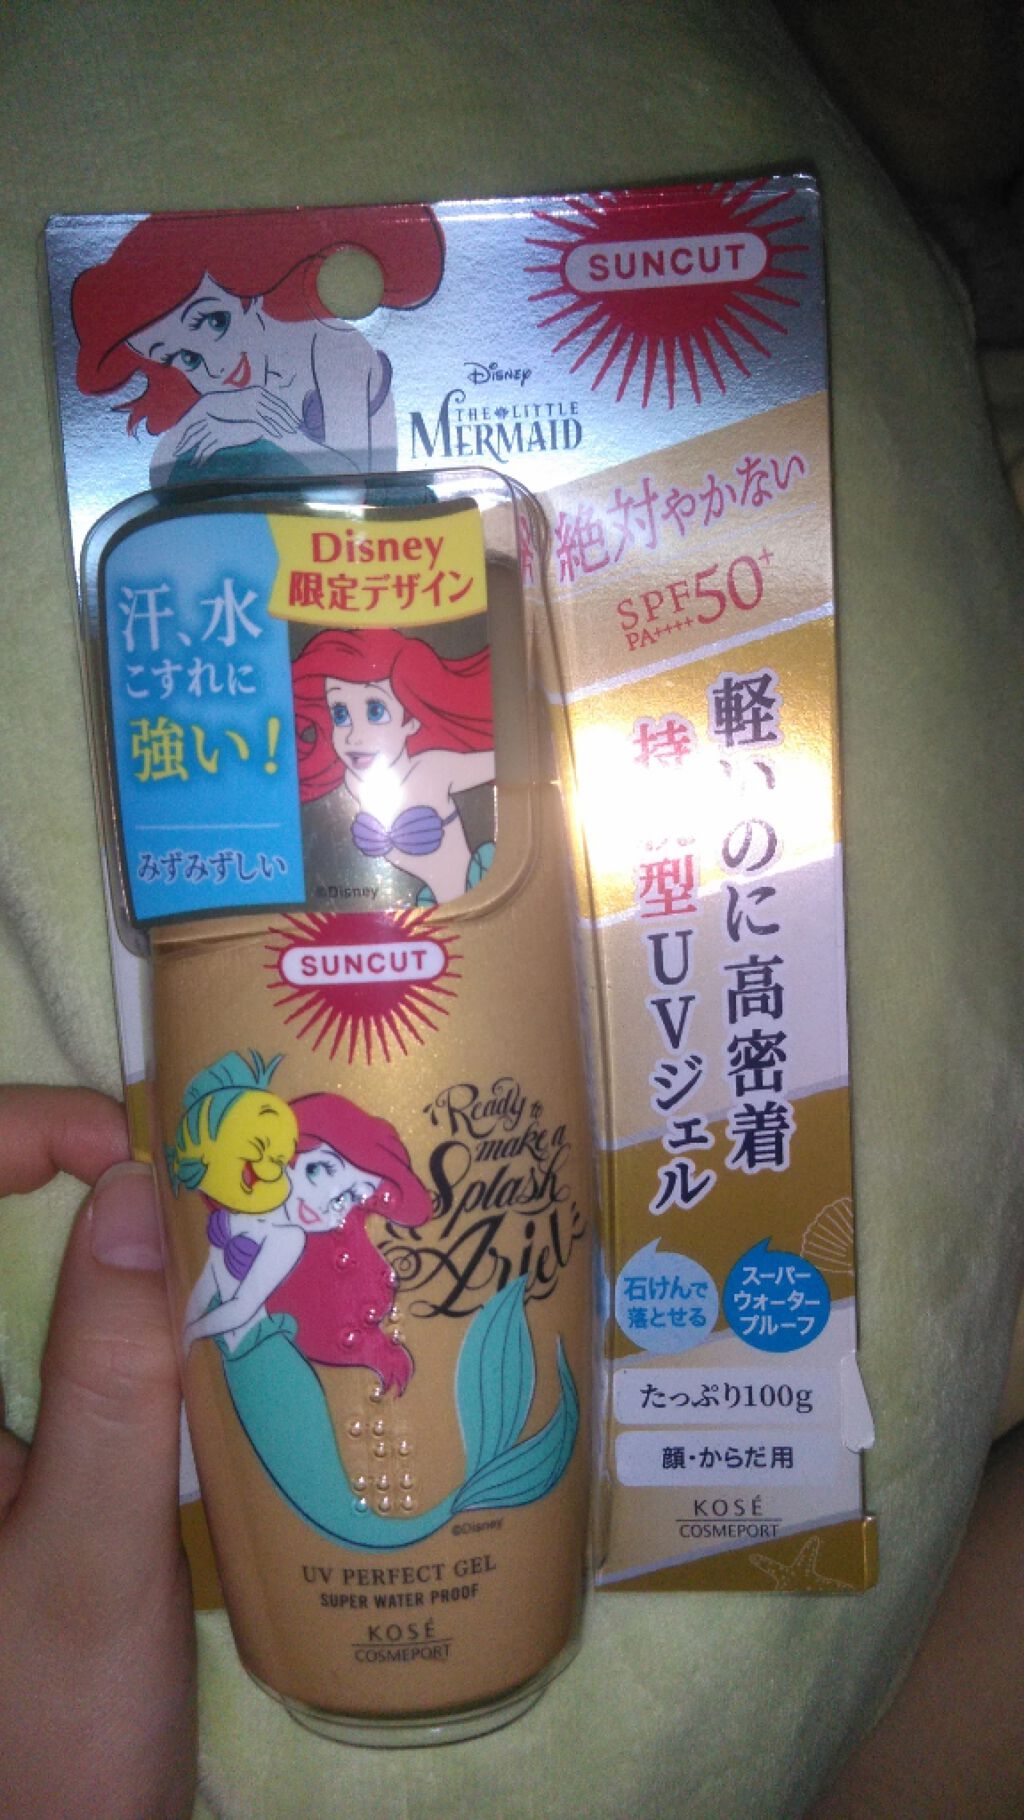 SUNCUT
Disney
THE LITTLE
MERMAID
絶対やかない
SPF50+
PA++++
軽いのに高密着
型UVジェル
石けんで
落とせる
スーパー
ウォーター
プルーフ
たっぷり100g
顔・からだ用
KOSÉ
COSMEPORT
Disney
限定デザイン
汗、水
こすれに
強い!
みずみずしい
©Disney
SUNCUT
Ready to
make a
Splash
Ariel
©Disney
UV PERFECT GEL
SUPER WATER PROOF
KOSÉ
COSMEPORT